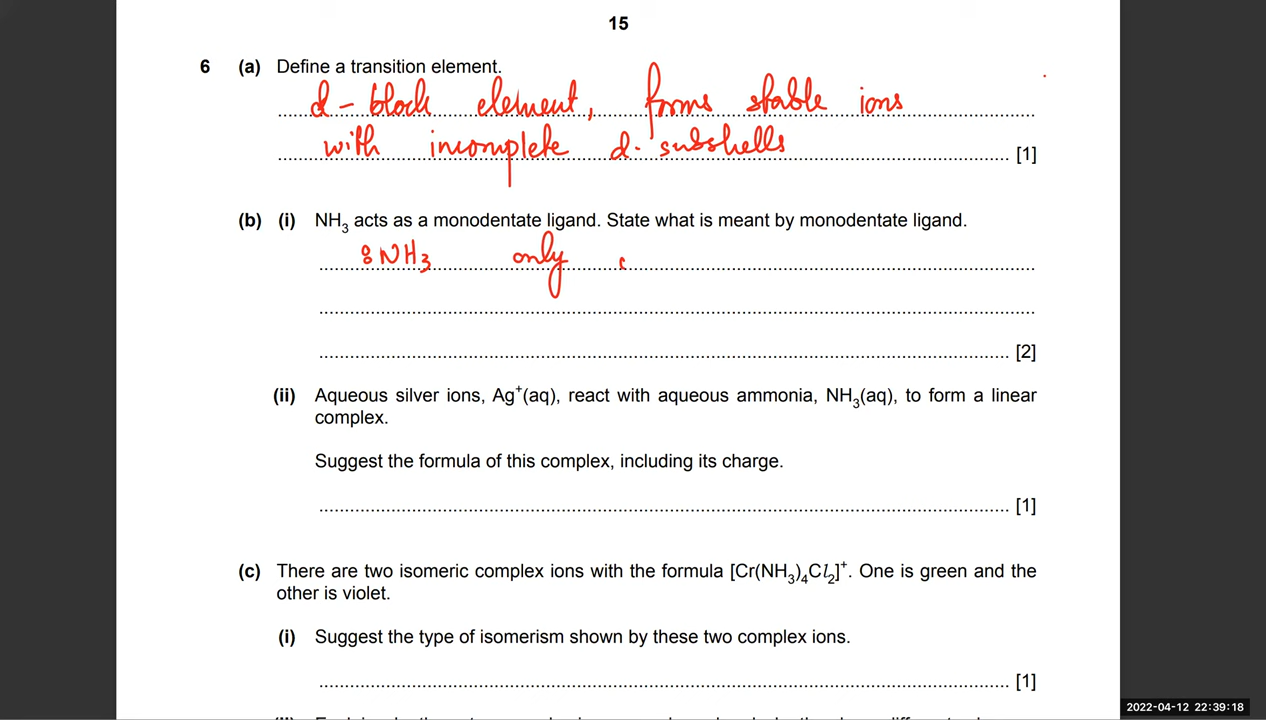 15
6 (a) Define a transition element.
d-block element, forms stable ions
with incomplete d. subshells [1]
(b) (i) NH₃ acts as a monodentate ligand. State what is meant by monodentate ligand.
:NH₃ only
[2]
(ii) Aqueous silver ions, Ag⁺(aq), react with aqueous ammonia, NH₃(aq), to form a linear
complex.
Suggest the formula of this complex, including its charge.
[1]
(c) There are two isomeric complex ions with the formula [Cr(NH₃)₄Cl₂]⁺. One is green and the
other is violet.
(i) Suggest the type of isomerism shown by these two complex ions.
[1]
2022-04-12 22:39:18